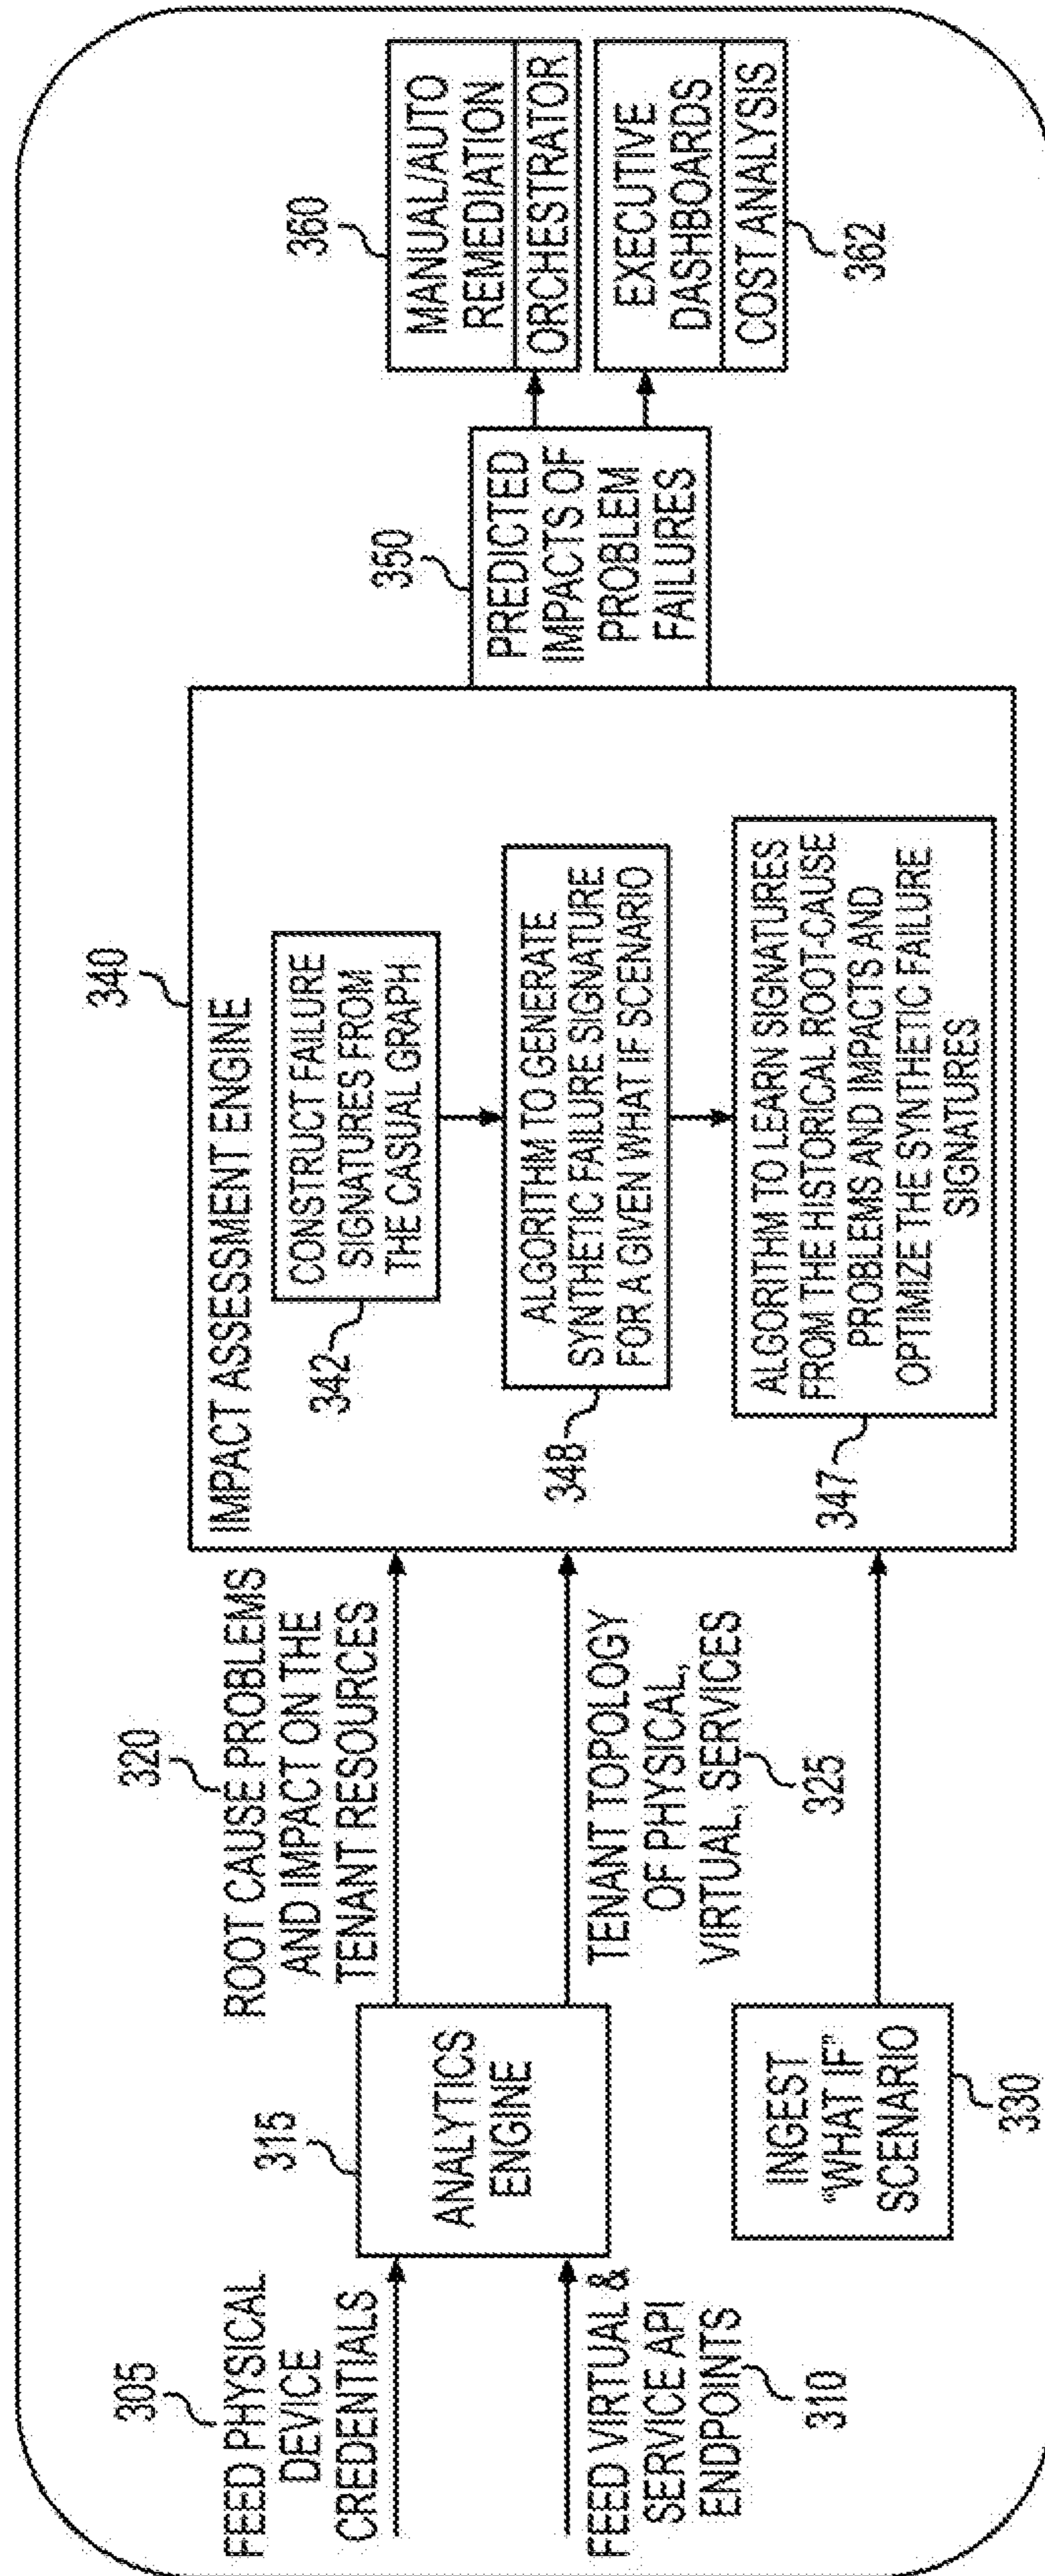 305
FEED PHYSICAL
DEVICE
CREDENTIALS
FEED VIRTUAL &
SERVICE API
ENDPOINTS
310
315
ANALYTICS
ENGINE
INGEST
"WHAT IF"
SCENARIO
330
320
ROOT CAUSE PROBLEMS
AND IMPACT ON THE
TENANT RESOURCES
TENANT TOPOLOGY
OF PHYSICAL,
VIRTUAL, SERVICES
325
340
IMPACT ASSESSMENT ENGINE
CONSTRUCT FAILURE
SIGNATURES FROM
THE CASUAL GRAPH
342
ALGORITHM TO GENERATE
SYNTHETIC FAILURE SIGNATURE
FOR A GIVEN WHAT IF SCENARIO
348
ALGORITHM TO LEARN SIGNATURES
FROM THE HISTORICAL ROOT-CAUSE
PROBLEMS AND IMPACTS AND
OPTIMIZE THE SYNTHETIC FAILURE
SIGNATURES
347
350
PREDICTED
IMPACTS OF
PROBLEM
FAILURES
360
MANUAL/AUTO
REMEDIATION
ORCHESTRATOR
EXECUTIVE
DASHBOARDS
COST ANALYSIS
362